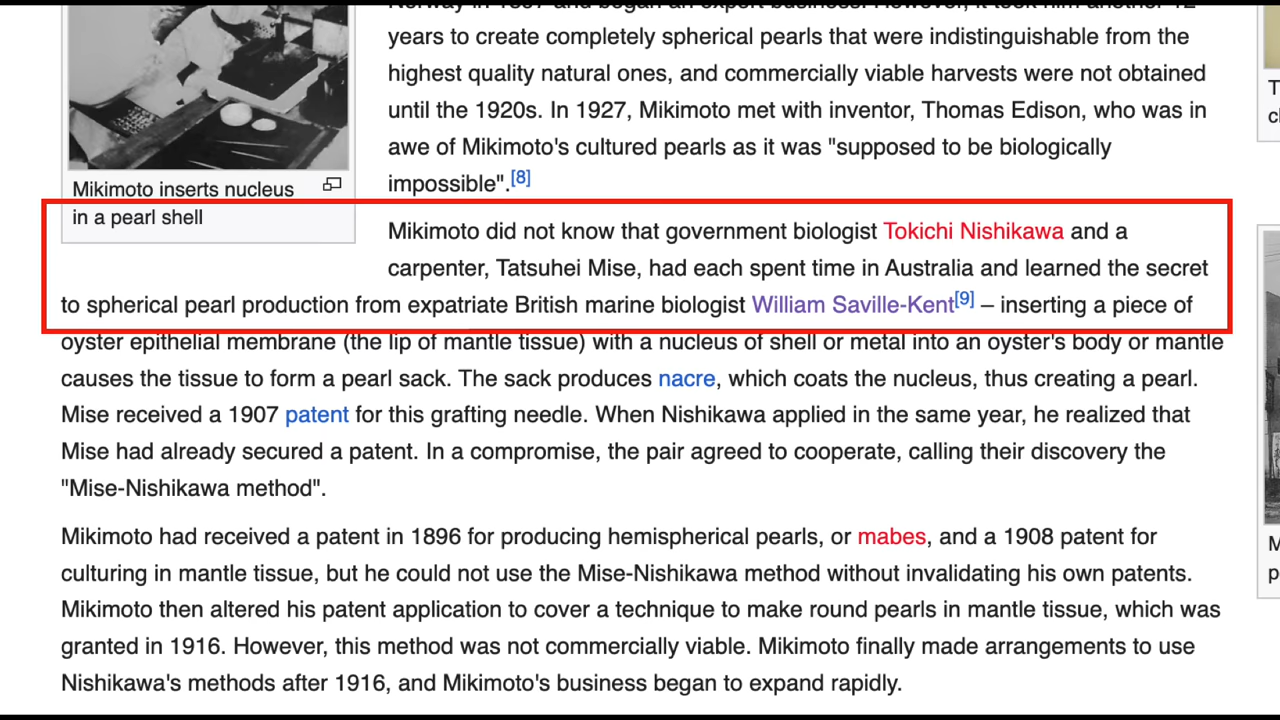 years to create completely spherical pearls that were indistinguishable from the
highest quality natural ones, and commercially viable harvests were not obtained
until the 1920s. In 1927, Mikimoto met with inventor, Thomas Edison, who was in
awe of Mikimoto's cultured pearls as it was "supposed to be biologically
impossible".[8]
Mikimoto inserts nucleus
in a pearl shell
Mikimoto did not know that government biologist Tokichi Nishikawa and a
carpenter, Tatsuhei Mise, had each spent time in Australia and learned the secret
to spherical pearl production from expatriate British marine biologist William Saville-Kent[9] – inserting a piece of
oyster epithelial membrane (the lip of mantle tissue) with a nucleus of shell or metal into an oyster's body or mantle
causes the tissue to form a pearl sack. The sack produces nacre, which coats the nucleus, thus creating a pearl.
Mise received a 1907 patent for this grafting needle. When Nishikawa applied in the same year, he realized that
Mise had already secured a patent. In a compromise, the pair agreed to cooperate, calling their discovery the
"Mise-Nishikawa method".
Mikimoto had received a patent in 1896 for producing hemispherical pearls, or mabes, and a 1908 patent for
culturing in mantle tissue, but he could not use the Mise-Nishikawa method without invalidating his own patents.
Mikimoto then altered his patent application to cover a technique to make round pearls in mantle tissue, which was
granted in 1916. However, this method was not commercially viable. Mikimoto finally made arrangements to use
Nishikawa's methods after 1916, and Mikimoto's business began to expand rapidly.